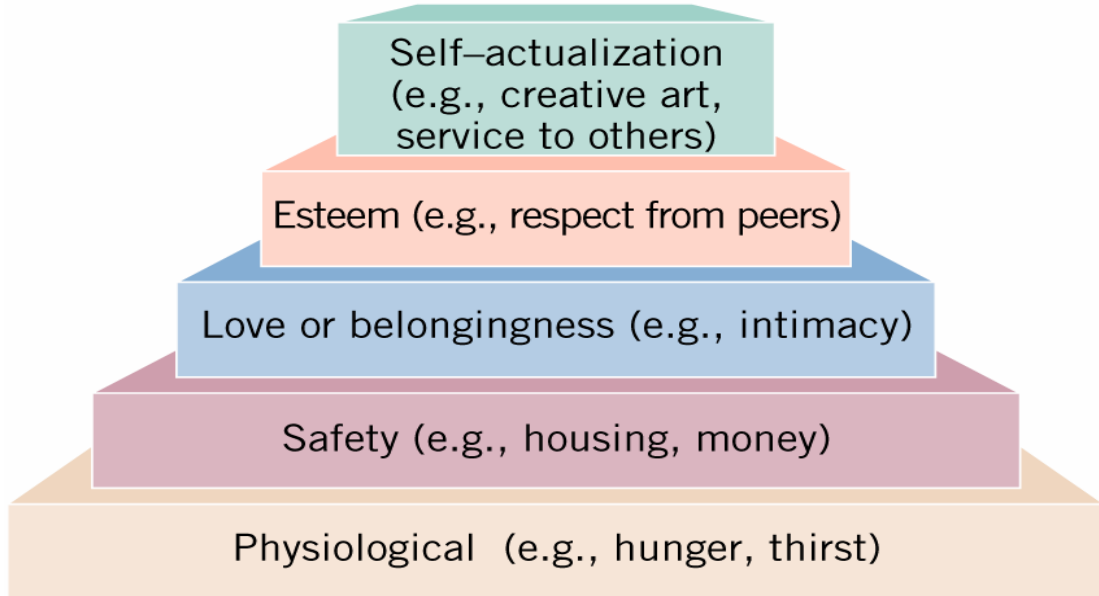 Self–actualization
(e.g., creative art,
service to others)
Esteem (e.g., respect from peers)
Love or belongingness (e.g., intimacy)
Safety (e.g., housing, money)
Physiological (e.g., hunger, thirst)